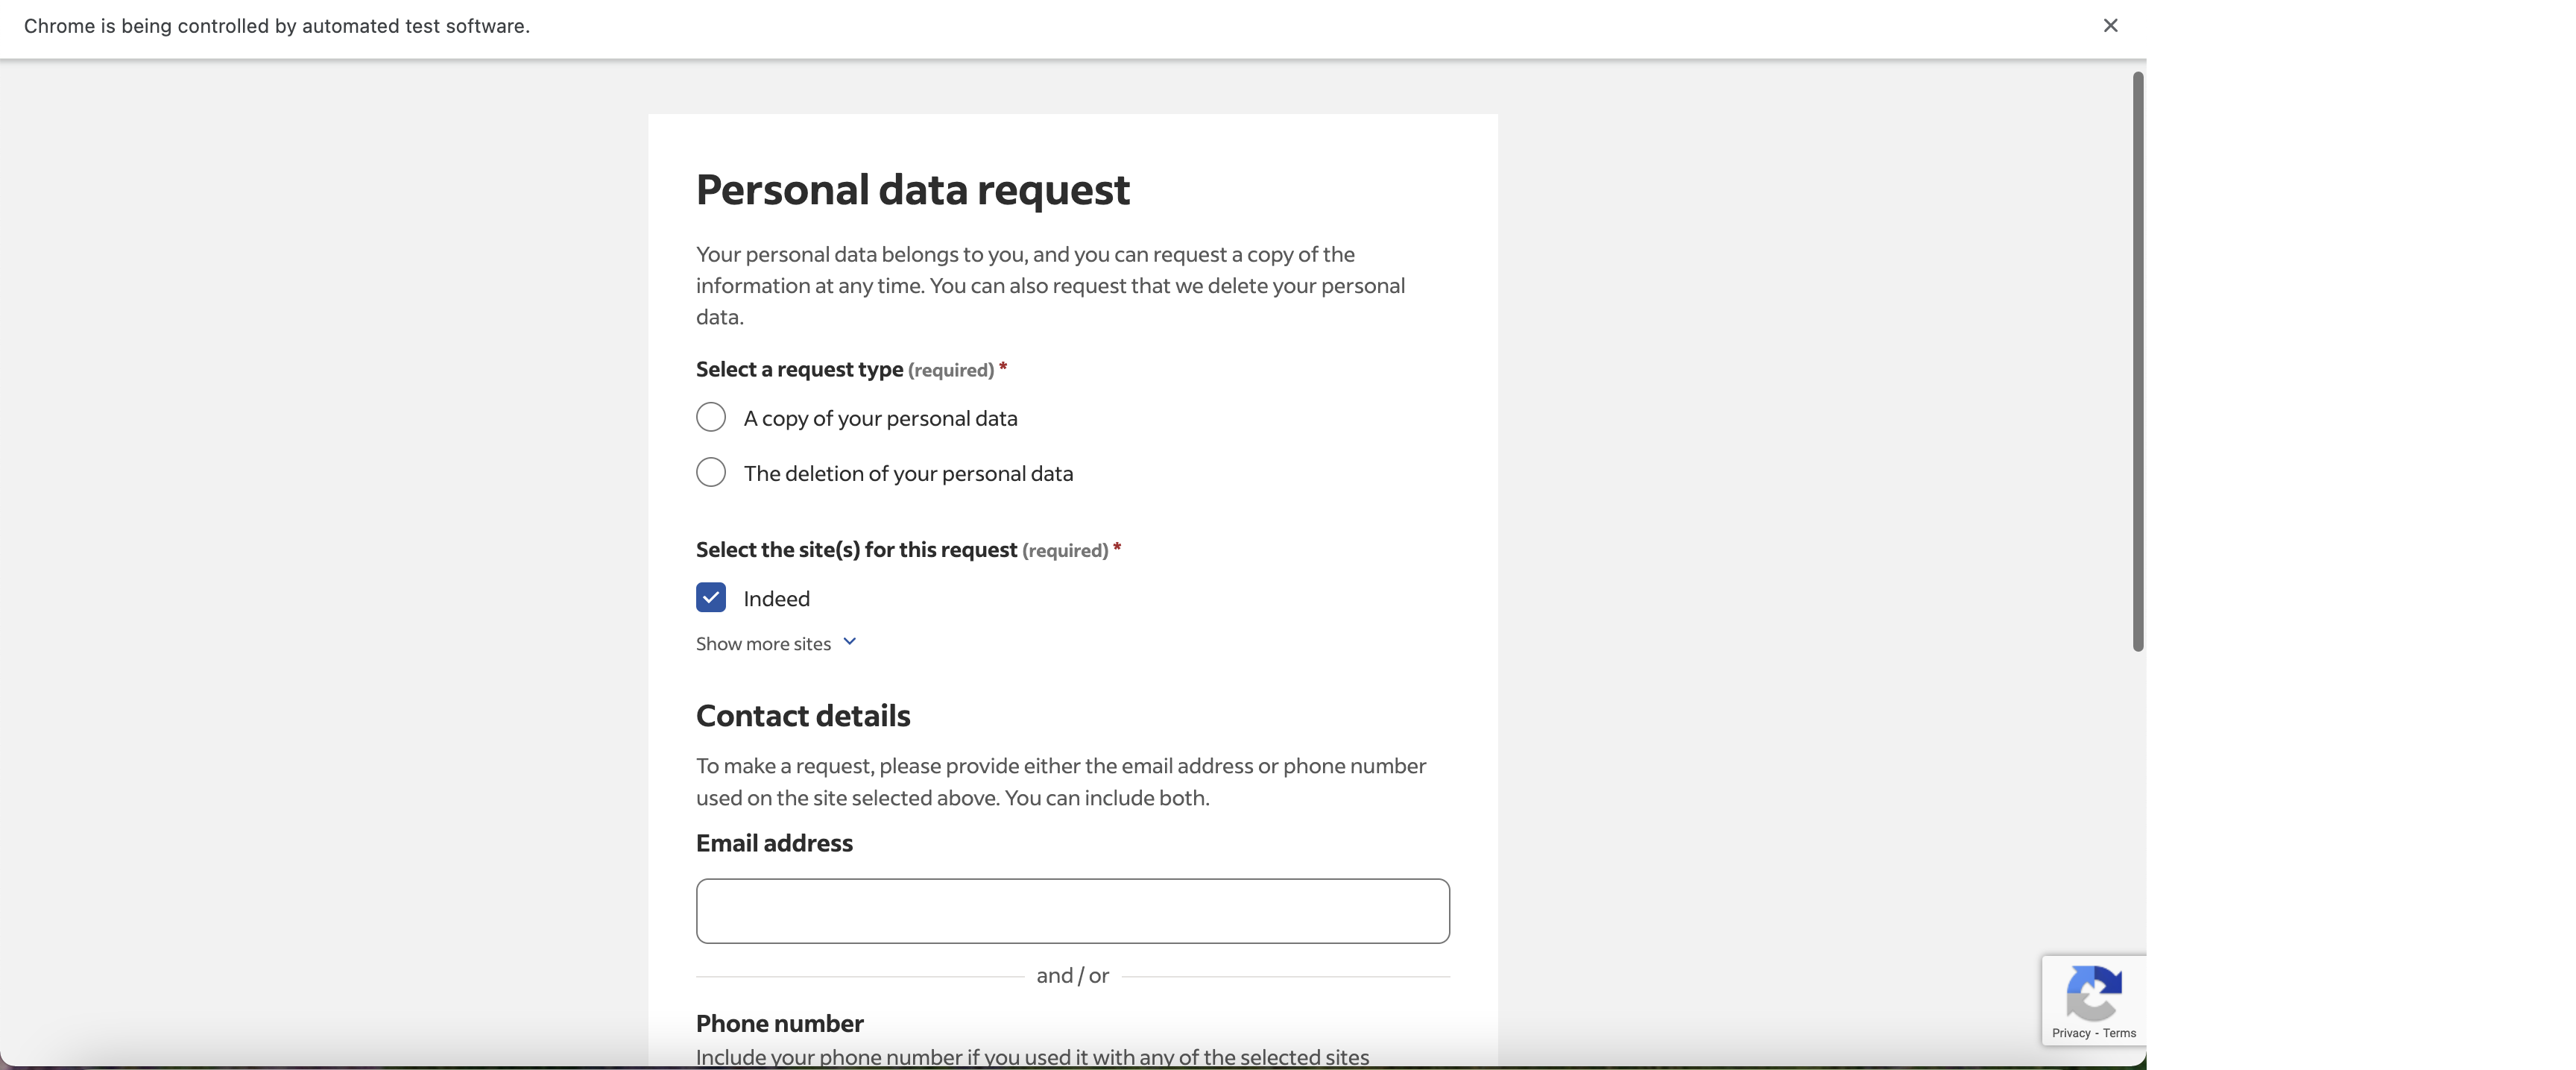 Chrome is being controlled by automated test software.
Personal data request
Your personal data belongs to you, and you can request a copy of the
information at any time. You can also request that we delete your personal
data.
Select a request type (required) *
A copy of your personal data
The deletion of your personal data
Select the site(s) for this request (required) *
Indeed
Show more sites
Contact details
To make a request, please provide either the email address or phone number
used on the site selected above. You can include both.
Email address
and / or
Phone number
Include your phone number if you used it with any of the selected sites
Privacy - Terms